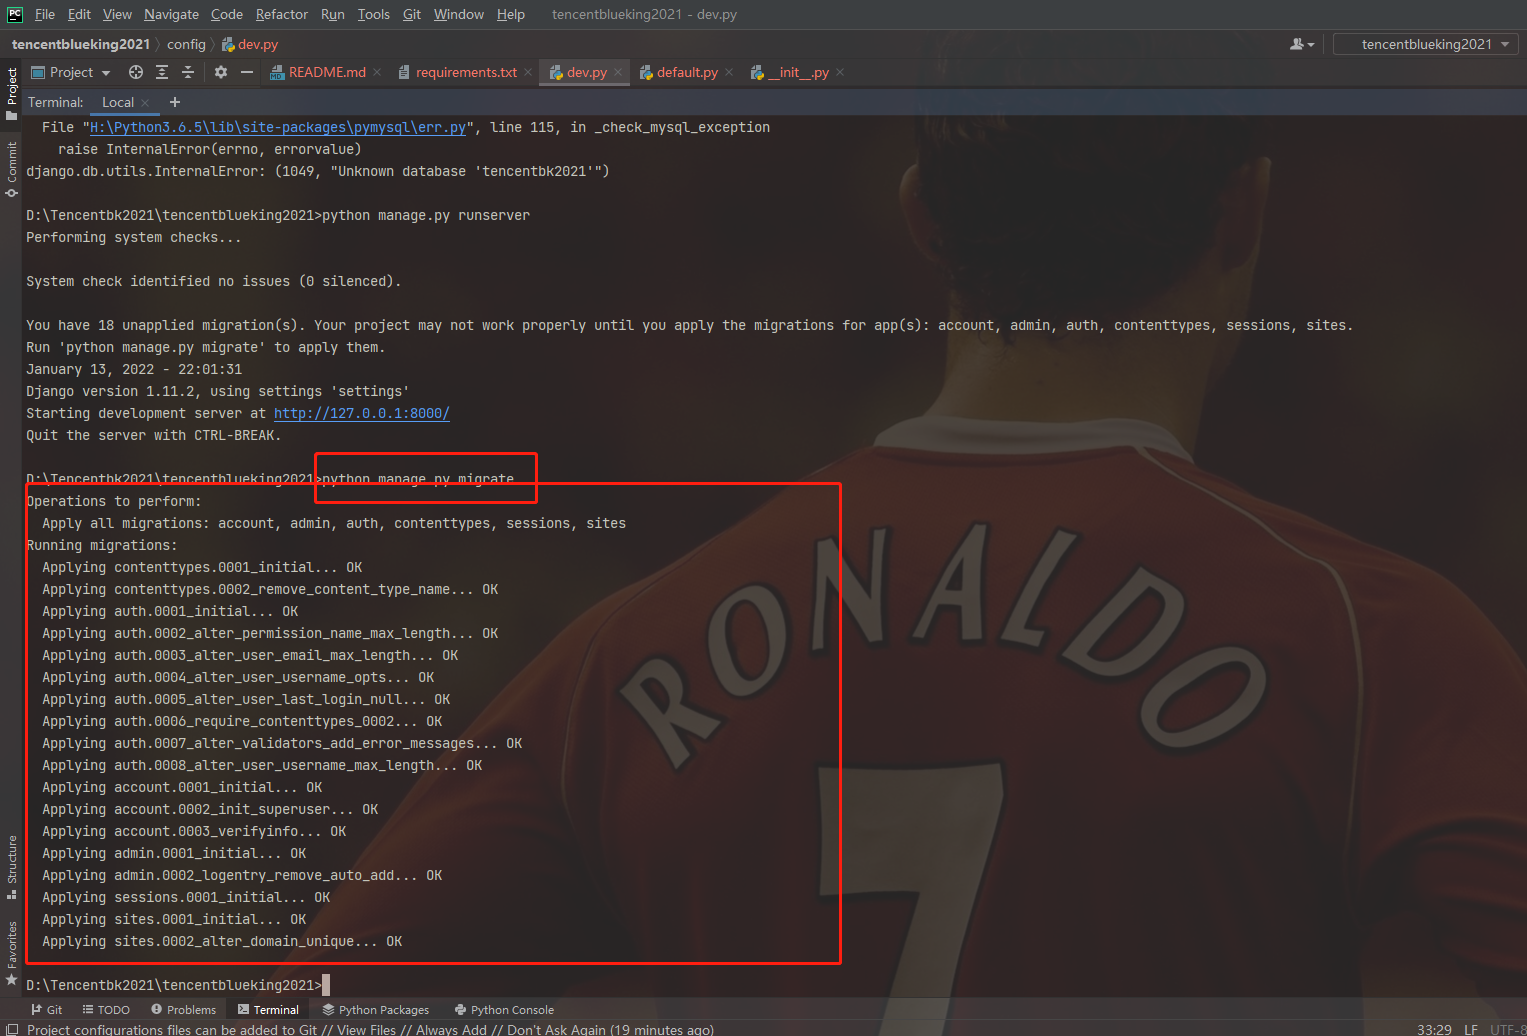 PC File Edit View Navigate Code Refactor Run Tools Git Window Help tencentblueking2021 - dev.py
tencentblueking2021 config dev.py tencentblueking2021
Project README.md requirements.txt dev.py default.py __init__.py
Terminal: Local +
File "H:\Python3.6.5\lib\site-packages\pymysql\err.py", line 115, in _check_mysql_exception
raise InternalError(errno, errorvalue)
django.db.utils.InternalError: (1049, "Unknown database 'tencentbk2021'")
D:\Tencentbk2021\tencentblueking2021>python manage.py runserver
Performing system checks...
System check identified no issues (0 silenced).
You have 18 unapplied migration(s). Your project may not work properly until you apply the migrations for app(s): account, admin, auth, contenttypes, sessions, sites.
Run 'python manage.py migrate' to apply them.
January 13, 2022 - 22:01:31
Django version 1.11.2, using settings 'settings'
Starting development server at http://127.0.0.1:8000/
Quit the server with CTRL-BREAK.
D:\Tencentbk2021\tencentblueking2021>python manage.py migrate
Operations to perform:
Apply all migrations: account, admin, auth, contenttypes, sessions, sites
Running migrations:
Applying contenttypes.0001_initial... OK
Applying contenttypes.0002_remove_content_type_name... OK
Applying auth.0001_initial... OK
Applying auth.0002_alter_permission_name_max_length... OK
Applying auth.0003_alter_user_email_max_length... OK
Applying auth.0004_alter_user_username_opts... OK
Applying auth.0005_alter_user_last_login_null... OK
Applying auth.0006_require_contenttypes_0002... OK
Applying auth.0007_alter_validators_add_error_messages... OK
Applying auth.0008_alter_user_username_max_length... OK
Applying account.0001_initial... OK
Applying account.0002_init_superuser... OK
Applying account.0003_verifyinfo... OK
Applying admin.0001_initial... OK
Applying admin.0002_logentry_remove_auto_add... OK
Applying sessions.0001_initial... OK
Applying sites.0001_initial... OK
Applying sites.0002_alter_domain_unique... OK
D:\Tencentbk2021\tencentblueking2021>
RONALDO
7
Project
Commit
Structure
Favorites
Git TODO Problems Terminal Python Packages Python Console
Project configurations files can be added to Git // View Files // Always Add // Don't Ask Again (19 minutes ago) 33:29 LF UTF-8